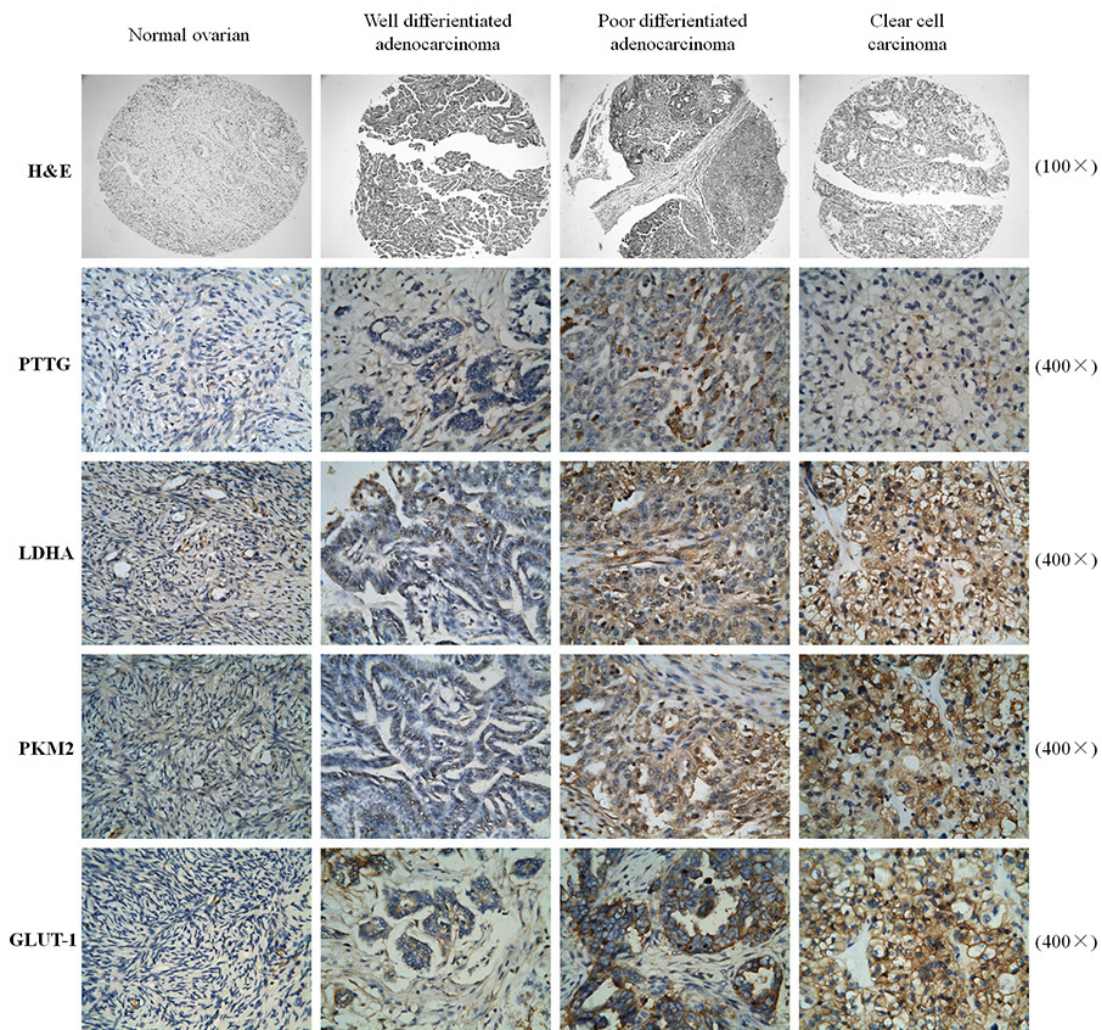 Normal ovarian
Well differientiated
adenocarcinoma
Poor differientiated
adenocarcinoma
Clear cell
carcinoma
H&E
(100×)
PTTG
(400×)
LDHA
(400×)
PKM2
(400×)
GLUT-1
(400×)